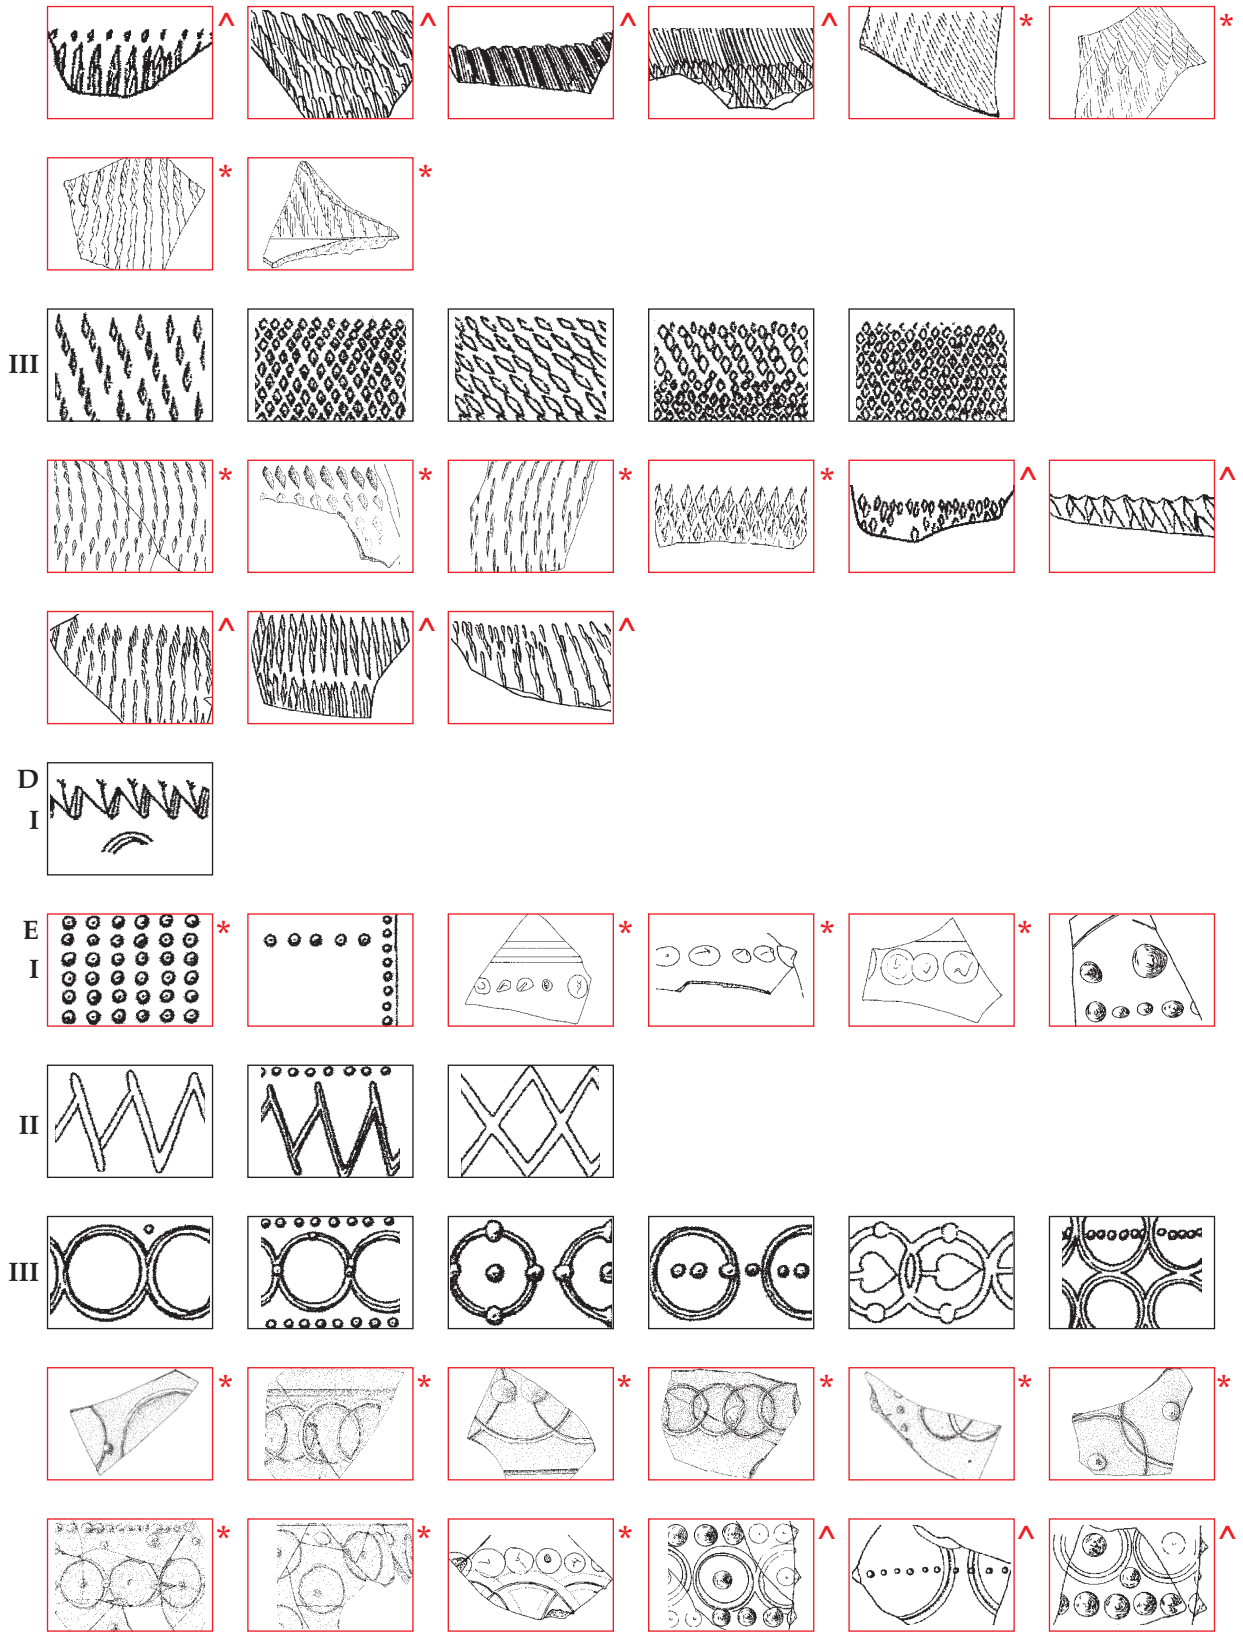 ^ ^ ^ ^ * *
* *
III
* * * * ^ ^
^ ^ ^
D
I
E * * * *
I
II
III
* * * * * *
* * * ^ ^ ^